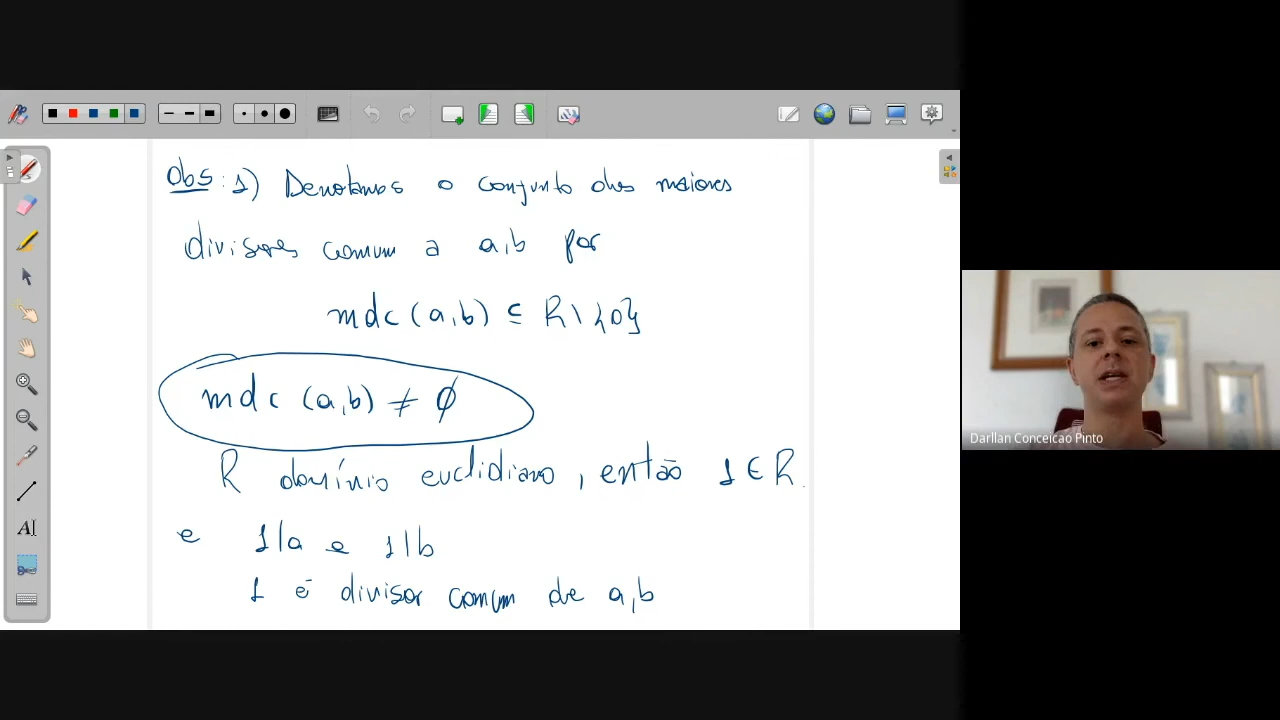 Obs: 1) Denotamos o conjunto dos maiores
divisores comum a a,b por
mdc (a,b) ⊆ R \ {0}
mdc (a,b) ≠ ∅
R domínio euclidiano, então 1 ∈ R.
e 1|a e 1|b
1 é divisor comum de a,b
Darllan Conceicao Pinto